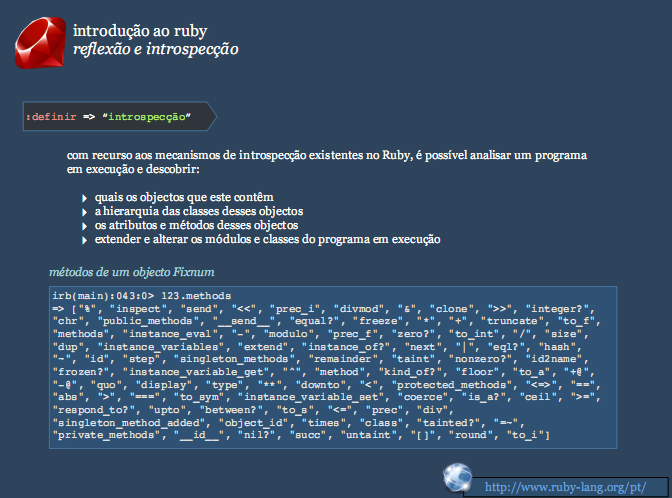 introdução ao ruby
reflexão e introspecção
:definir => “introspecção”
com recurso aos mecanismos de introspecção existentes no Ruby, é possível analisar um programa
em execução e descobrir:
quais os objectos que este contêm
a hierarquia das classes desses objectos
os atributos e métodos desses objectos
extender e alterar os módulos e classes do programa em execução
métodos de um objecto Fixnum
irb(main):043:0> 123.methods
=> ["%", "inspect", "send", "<<", "prec_i", "divmod", "&", "clone", ">>", "integer?",
"chr", "public_methods", "__send__", "equal?", "freeze", "*", "+", "truncate", "to_f",
"methods", "instance_eval", "-", "modulo", "prec_f", "zero?", "to_int", "/", "size",
"dup", "instance_variables", "extend", "instance_of?", "next", "|", "eql?", "hash",
"~", "id", "step", "singleton_methods", "remainder", "taint", "nonzero?", "id2name",
"frozen?", "instance_variable_get", "^", "method", "kind_of?", "floor", "to_a", "+@",
"-@", "quo", "display", "type", "**", "downto", "<", "protected_methods", "<=>", "==",
"abs", ">", "===", "to_sym", "instance_variable_set", "coerce", "is_a?", "ceil", ">=",
"respond_to?", "upto", "between?", "to_s", "<=", "prec", "div",
"singleton_method_added", "object_id", "times", "class", "tainted?", "=~",
"private_methods", "__id__", "nil?", "succ", "untaint", "[]", "round", "to_i"]
http://www.ruby-lang.org/pt/